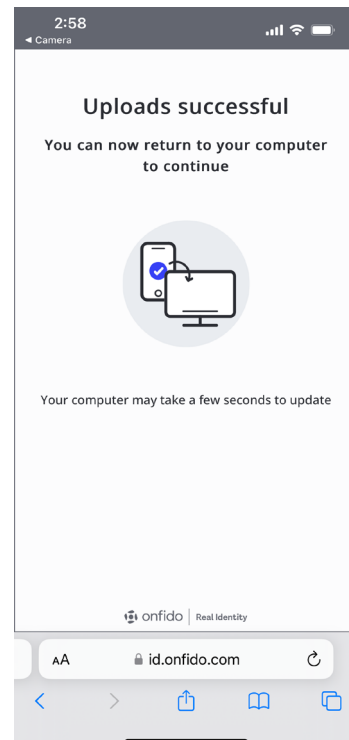 2:58
◀ Camera
Uploads successful
You can now return to your computer
to continue
Your computer may take a few seconds to update
onfido | Real Identity
AA
id.onfido.com